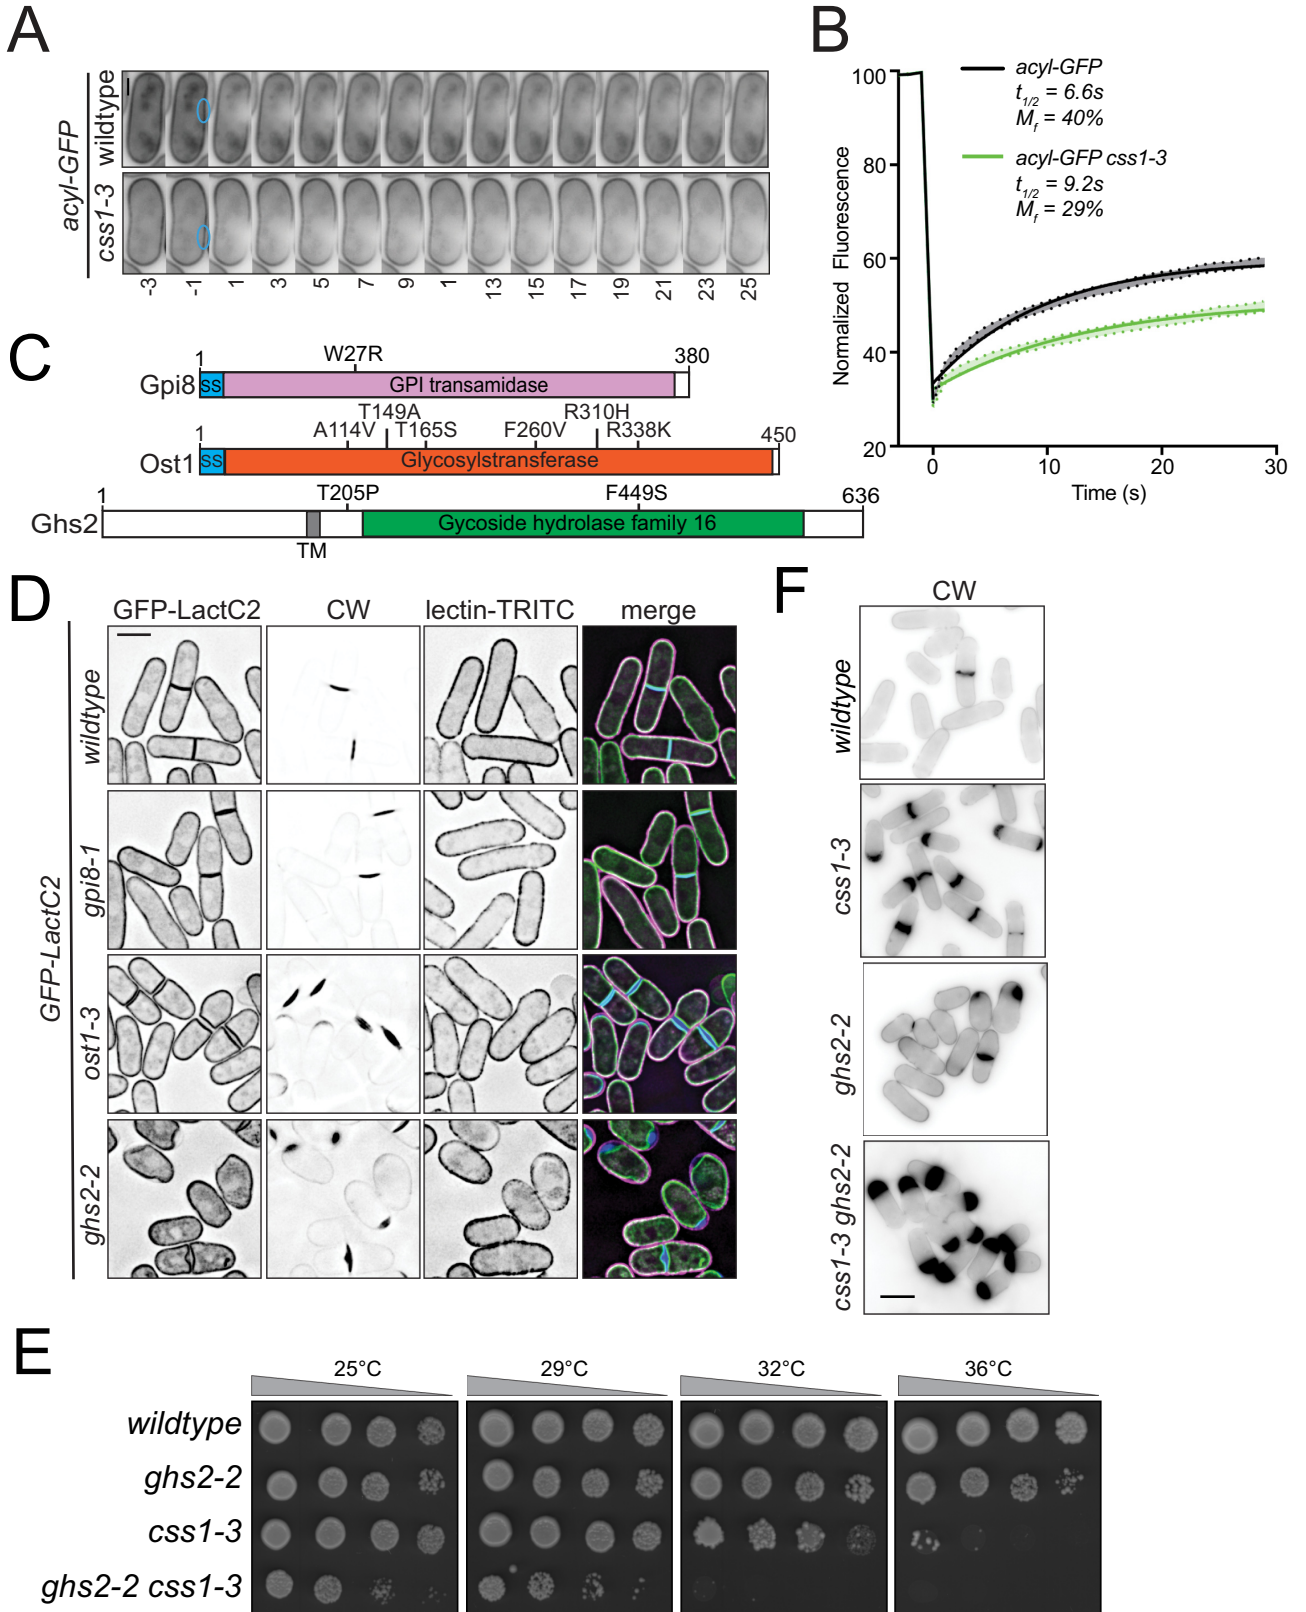 A
acyl-GFP
wildtype
css1-3
-3 -1 1 3 5 7 9 1 13 15 17 19 21 23 25
B
Normalized Fluorescence
100
80
60
40
20
0 10 20 30
Time (s)
acyl-GFP
t1/2 = 6.6s
Mf = 40%
acyl-GFP css1-3
t1/2 = 9.2s
Mf = 29%
C
1 W27R 380
Gpi8 SS GPI transamidase
T149A R310H
1 A114V T165S F260V R338K 450
Ost1 SS Glycosylstransferase
1 T205P F449S 636
Ghs2 Gycoside hydrolase family 16
TM
D
GFP-LactC2 CW lectin-TRITC merge
GFP-LactC2
wildtype
gpi8-1
ost1-3
ghs2-2
F
CW
wildtype
css1-3
ghs2-2
css1-3 ghs2-2
E
25°C 29°C 32°C 36°C
wildtype
ghs2-2
css1-3
ghs2-2 css1-3